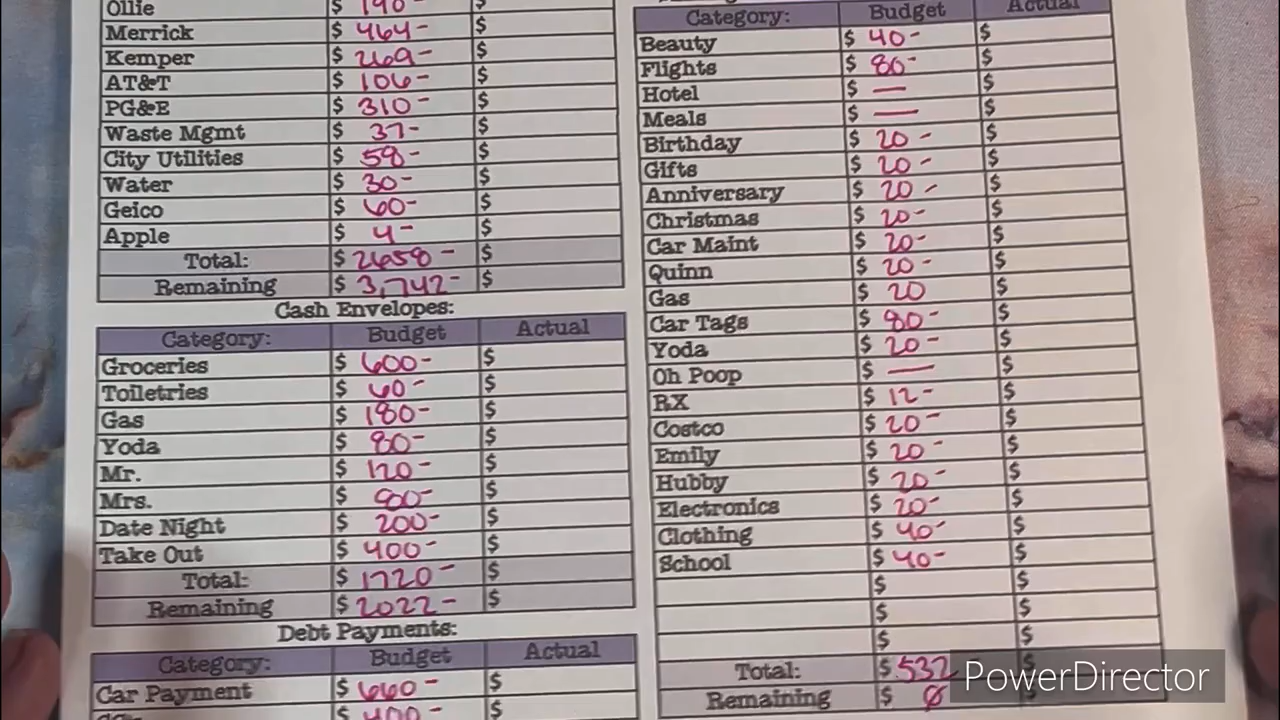 Ollie $ 190-
Merrick $ 464- $
Kemper $ 269- $
AT&T $ 106- $
PG&E $ 310- $
Waste Mgmt $ 37- $
City Utilities $ 58- $
Water $ 30- $
Geico $ 60- $
Apple $ 4- $
Total: $ 2658- $
Remaining $ 3,742- $
Cash Envelopes:
Category: Budget Actual
Groceries $ 600- $
Toiletries $ 60- $
Gas $ 180- $
Yoda $ 80- $
Mr. $ 120- $
Mrs. $ 80- $
Date Night $ 200- $
Take Out $ 400- $
Total: $ 1720- $
Remaining $ 2022- $
Debt Payments:
Category: Budget Actual
Car Payment $ 660- $
$ 400- $
Category: Budget Actual
Beauty $ 40- $
Flights $ 80- $
Hotel $ — $
Meals $ — $
Birthday $ 20- $
Gifts $ 20- $
Anniversary $ 20- $
Christmas $ 20- $
Car Maint $ 20- $
Quinn $ 20- $
Gas $ 20 $
Car Tags $ 80- $
Yoda $ 20- $
Oh Poop $ — $
RX $ 12- $
Costco $ 20- $
Emily $ 20- $
Hubby $ 20- $
Electronics $ 20- $
Clothing $ 40- $
School $ 40- $
$ $
$ $
$ $
Total: $ 532 $
Remaining $ 0 $
PowerDirector